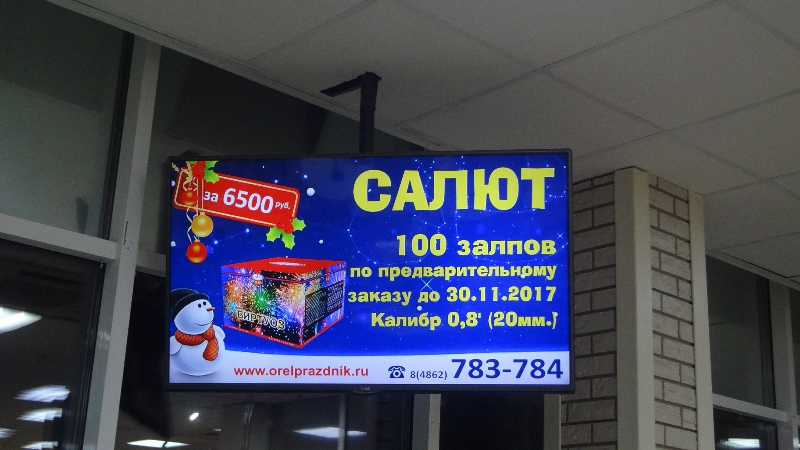 за 6500 руб.
САЛЮТ
100 залпов
по предварительному
заказу до 30.11.2017
Калибр 0,8' (20мм.)
ВИРТУОЗ
www.orelprazdnik.ru
8(4862) 783-784